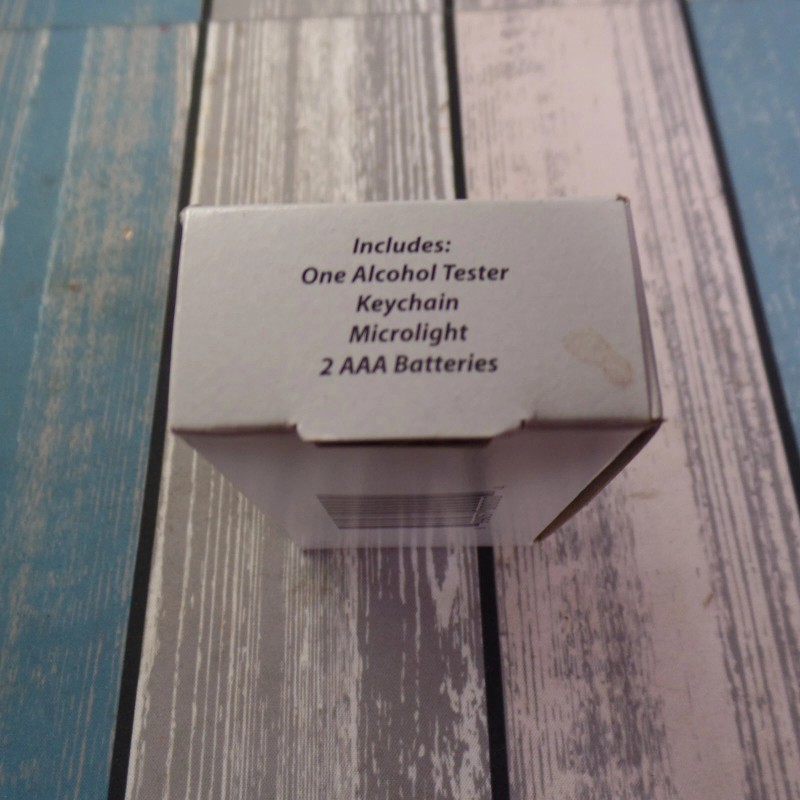 Includes:
One Alcohol Tester
Keychain
Microlight
2 AAA Batteries